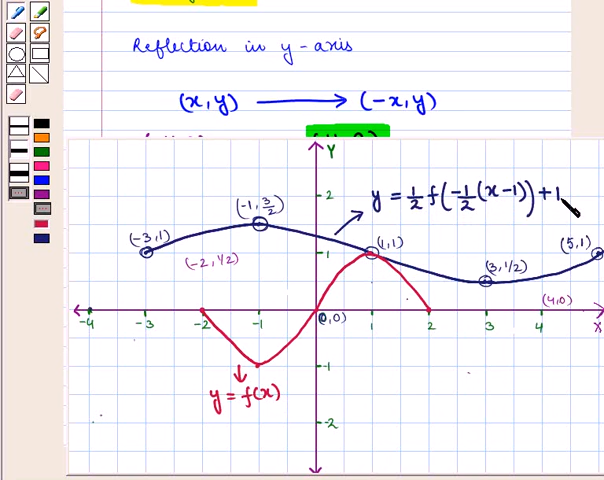 Reflection in y-axis
(x,y) ⟶ (-x,y)
Y
2
y = 1/2 f(-1/2(x-1))+1
(-1, 3/2)
(-3,1)
(1,1)
(5,1)
1
(-2, 1/2)
(3, 1/2)
(4,0)
(0,0)
-4 -3 -2 -1 1 2 3 4 X
-1
y = f(x)
-2